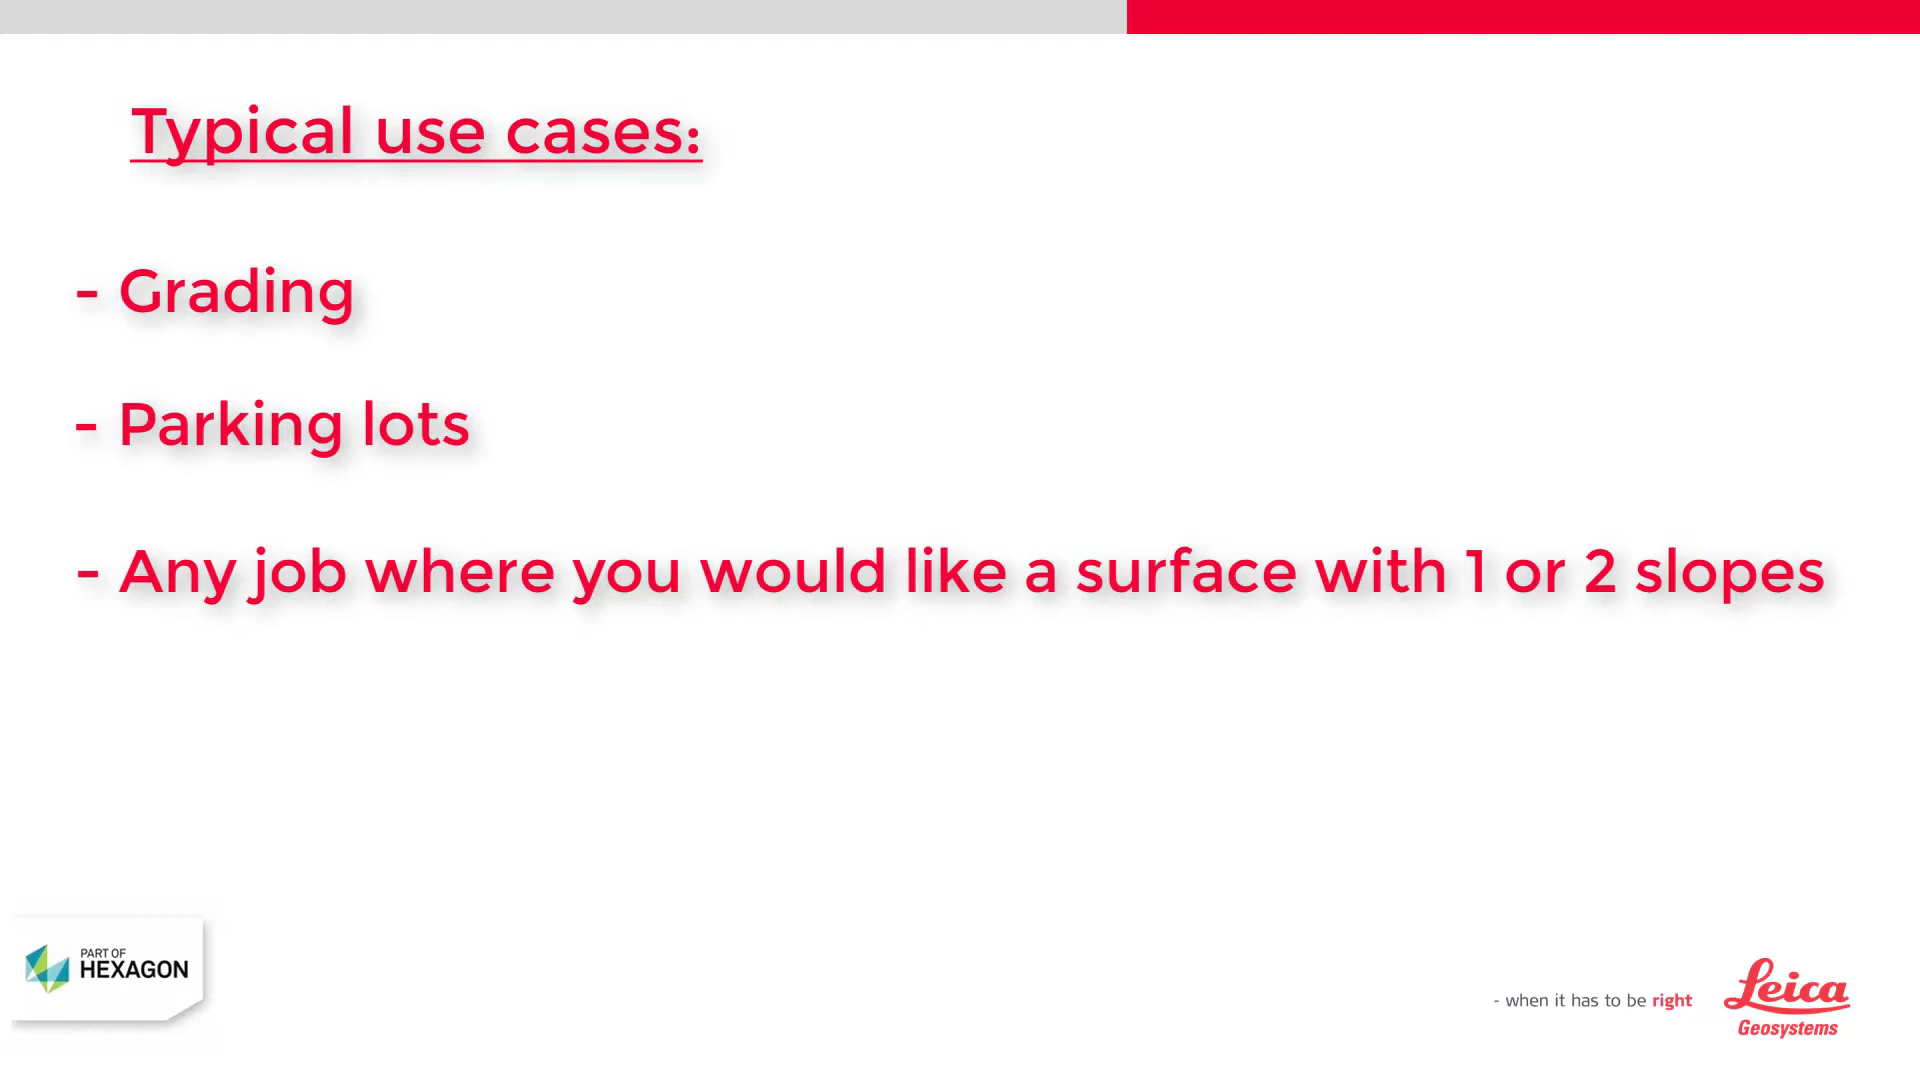 Typical use cases:
- Grading
- Parking lots
- Any job where you would like a surface with 1 or 2 slopes
PART OF
HEXAGON
- when it has to be right
Leica
Geosystems